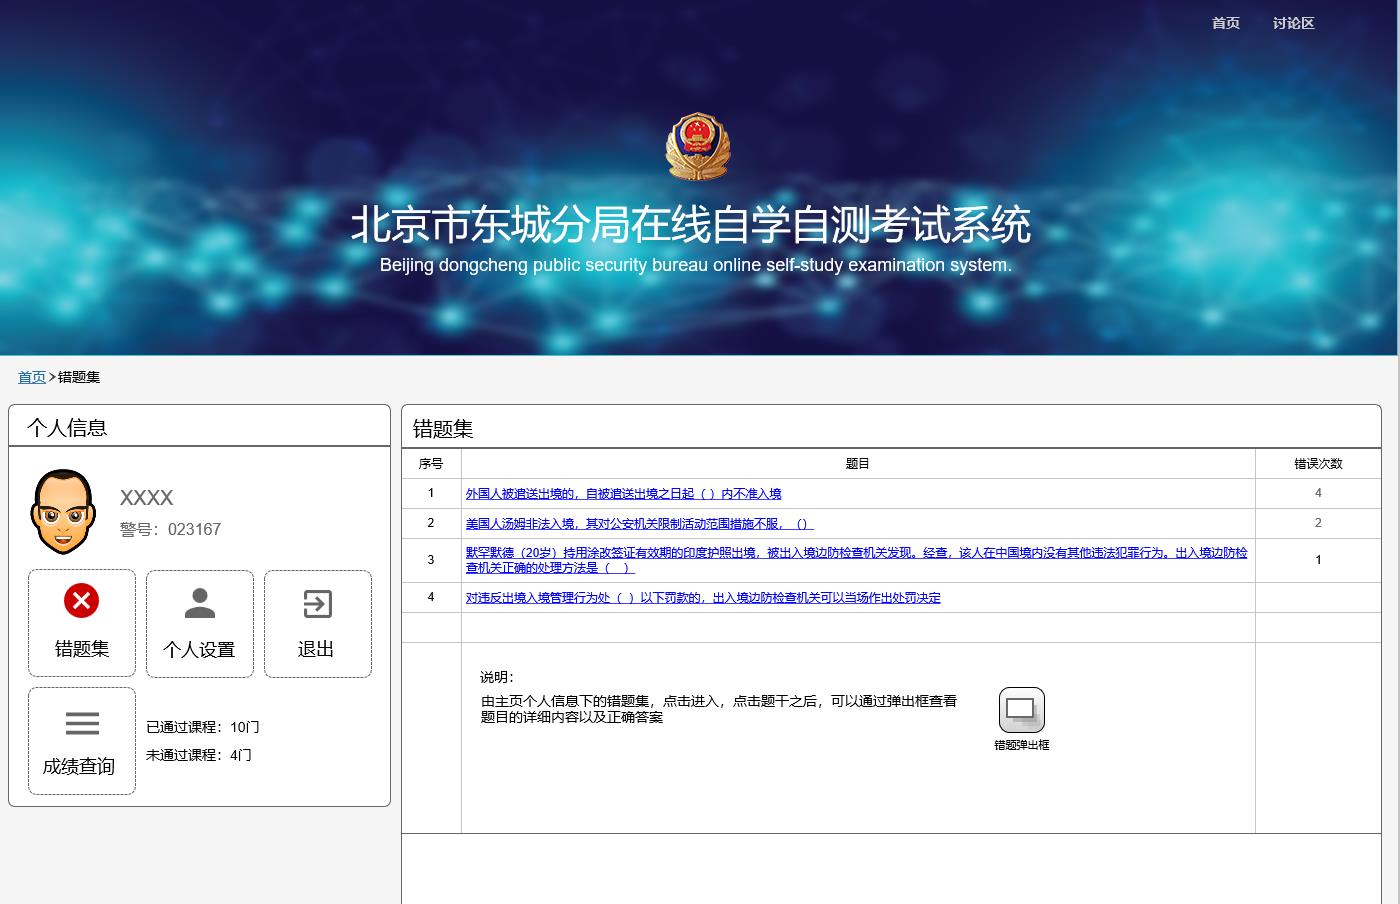 首页 讨论区
北京市东城分局在线自学自测考试系统
Beijing dongcheng public security bureau online self-study examination system.
首页>错题集
个人信息
XXXX
警号：023167
错题集 个人设置 退出
成绩查询
已通过课程：10门
未通过课程：4门
错题集
序号 题目 错误次数
1 外国人被遣送出境的，自被遣送出境之日起（ ）内不准入境 4
2 美国人汤姆非法入境，其对公安机关限制活动范围措施不服，（） 2
3 默罕默德（20岁）持用涂改签证有效期的印度护照出境，被出入境边防检查机关发现。经查，该人在中国境内没有其他违法犯罪行为。出入境边防检
查机关正确的处理方法是（ ） 1
4 对违反出境入境管理行为处（ ）以下罚款的，出入境边防检查机关可以当场作出处罚决定
说明：
由主页个人信息下的错题集，点击进入，点击题干之后，可以通过弹出框查看
题目的详细内容以及正确答案
错题弹出框